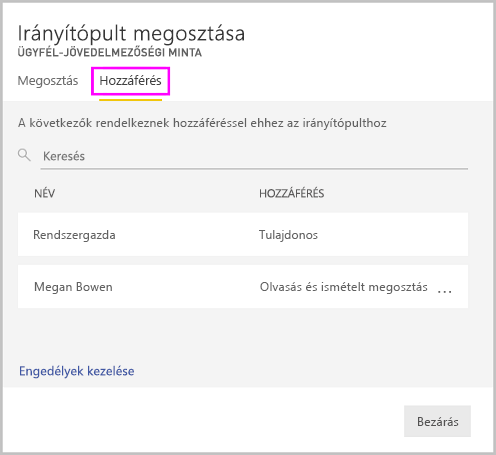 Irányítópult megosztása
ÜGYFÉL-JÖVEDELMEZŐSÉGI MINTA
Megosztás Hozzáférés
A következők rendelkeznek hozzáféréssel ehhez az irányítópulthoz
Keresés
NÉV HOZZÁFÉRÉS
Rendszergazda Tulajdonos
Megan Bowen Olvasás és ismételt megosztás ...
Engedélyek kezelése
Bezárás